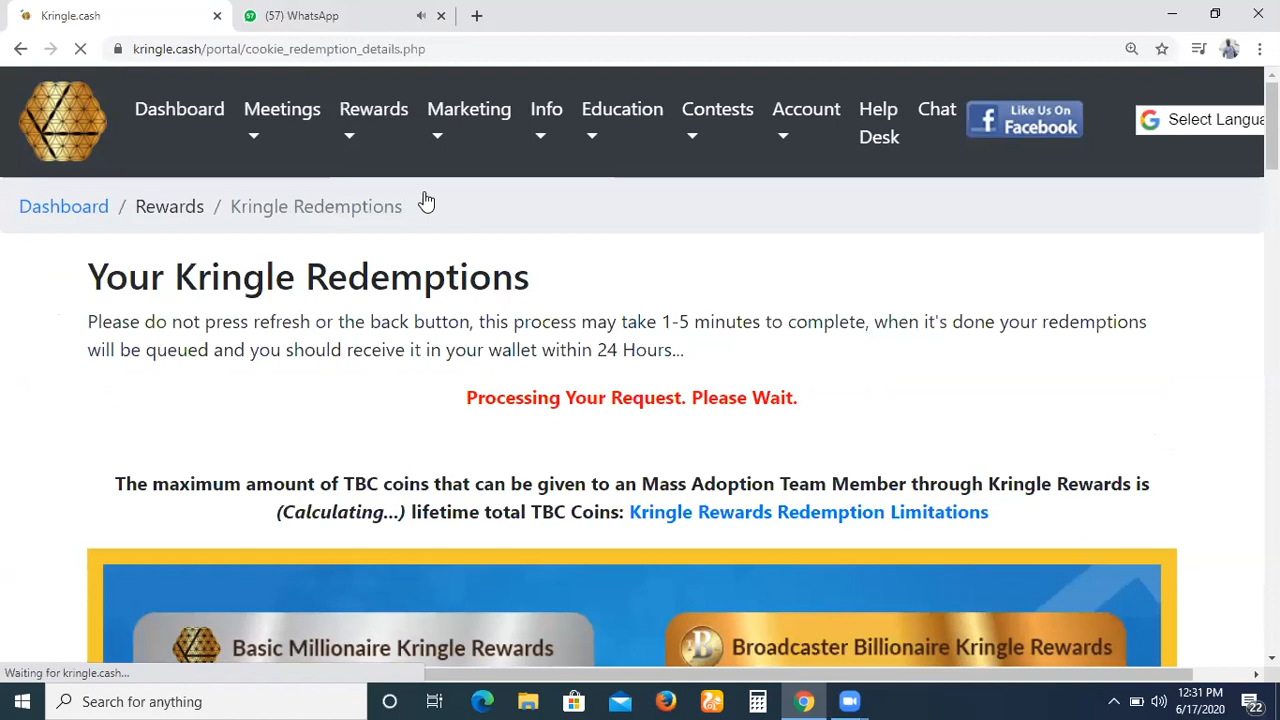 Kringle.cash
(57) WhatsApp
kringle.cash/portal/cookie_redemption_details.php
Dashboard
Meetings
Rewards
Marketing
Info
Education
Contests
Account
Help Desk
Chat
Like Us On
Facebook
Select Langua
Dashboard / Rewards / Kringle Redemptions
Your Kringle Redemptions
Please do not press refresh or the back button, this process may take 1-5 minutes to complete, when it's done your redemptions
will be queued and you should receive it in your wallet within 24 Hours...
Processing Your Request. Please Wait.
The maximum amount of TBC coins that can be given to an Mass Adoption Team Member through Kringle Rewards is
(Calculating...) lifetime total TBC Coins: Kringle Rewards Redemption Limitations
Basic Millionaire Kringle Rewards
Broadcaster Billionaire Kringle Rewards
Waiting for kringle.cash...
Search for anything
12:31 PM
6/17/2020
22